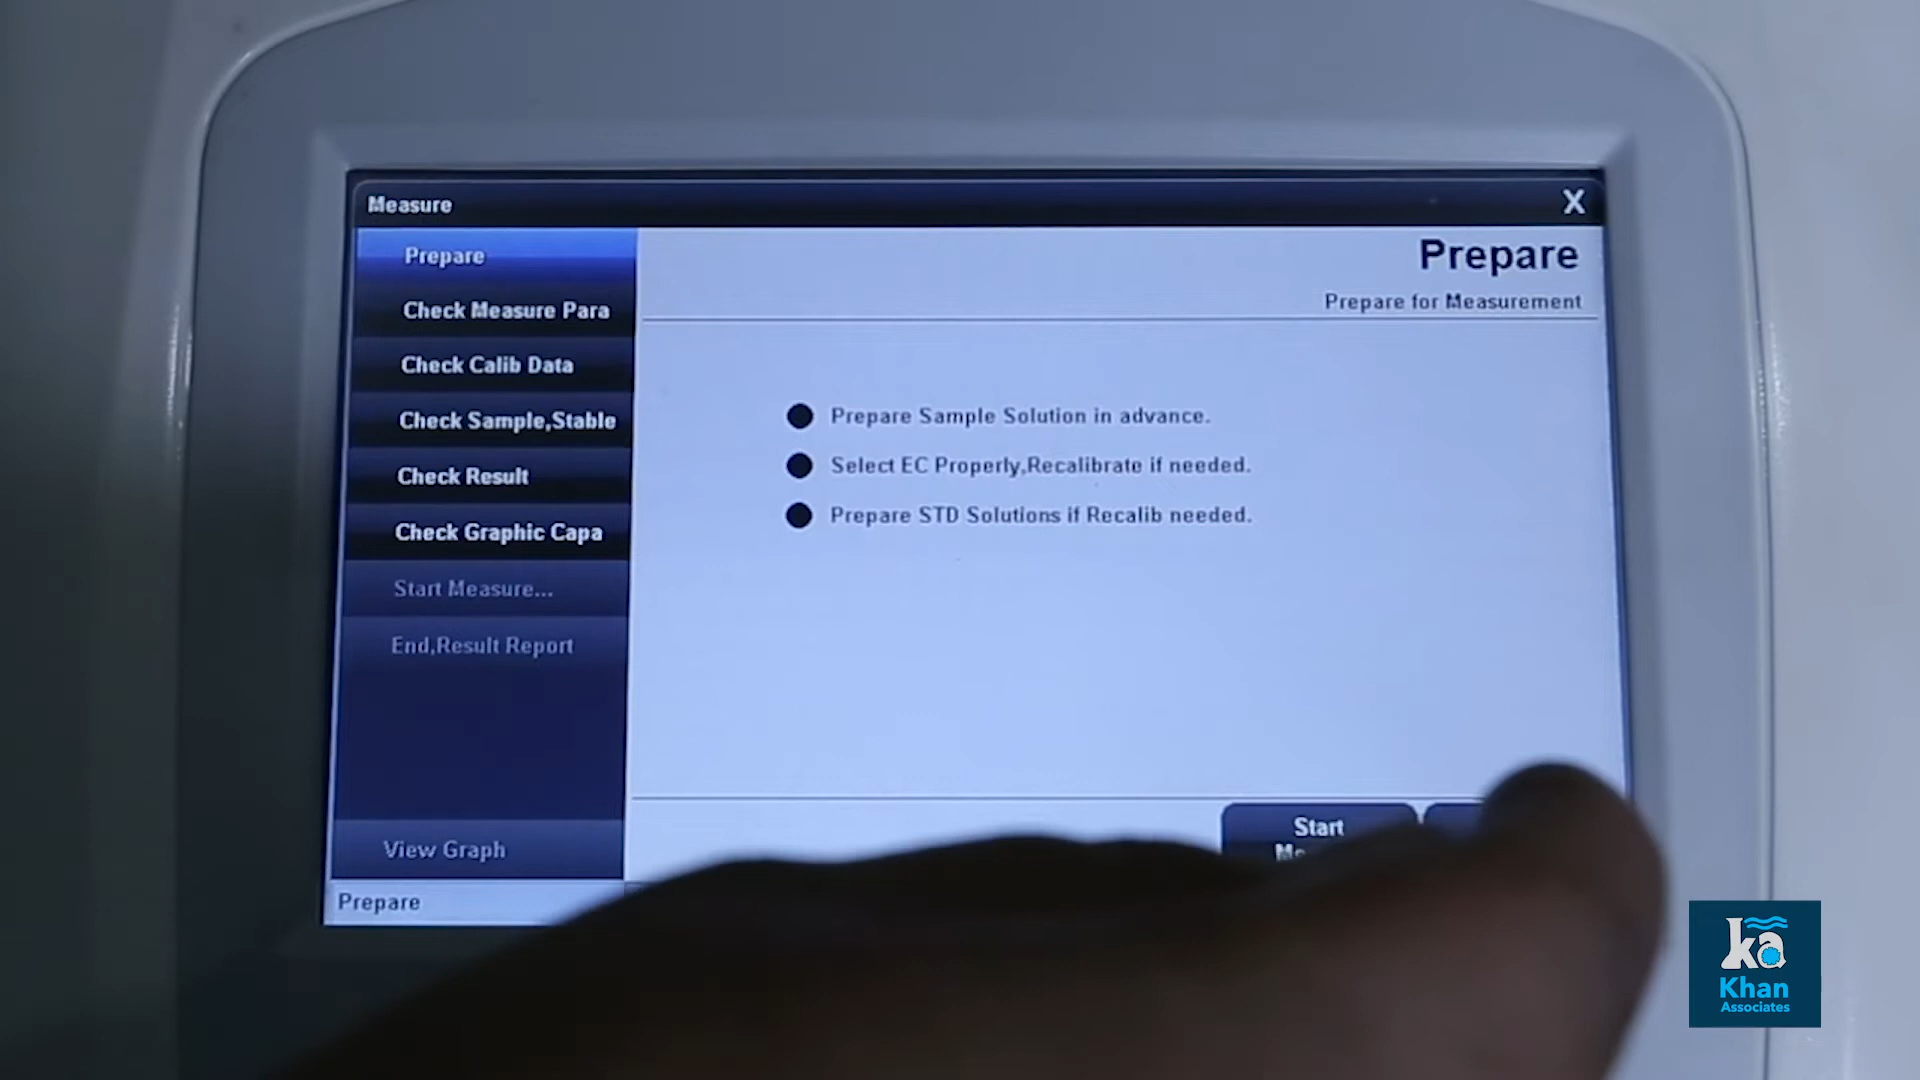 Measure
X
Prepare
Check Measure Para
Check Calib Data
Check Sample,Stable
Check Result
Check Graphic Capa
Start Measure...
End,Result Report
View Graph
Prepare
Prepare
Prepare for Measurement
Prepare Sample Solution in advance.
Select EC Properly,Recalibrate if needed.
Prepare STD Solutions if Recalib needed.
Start
ka
Khan
Associates